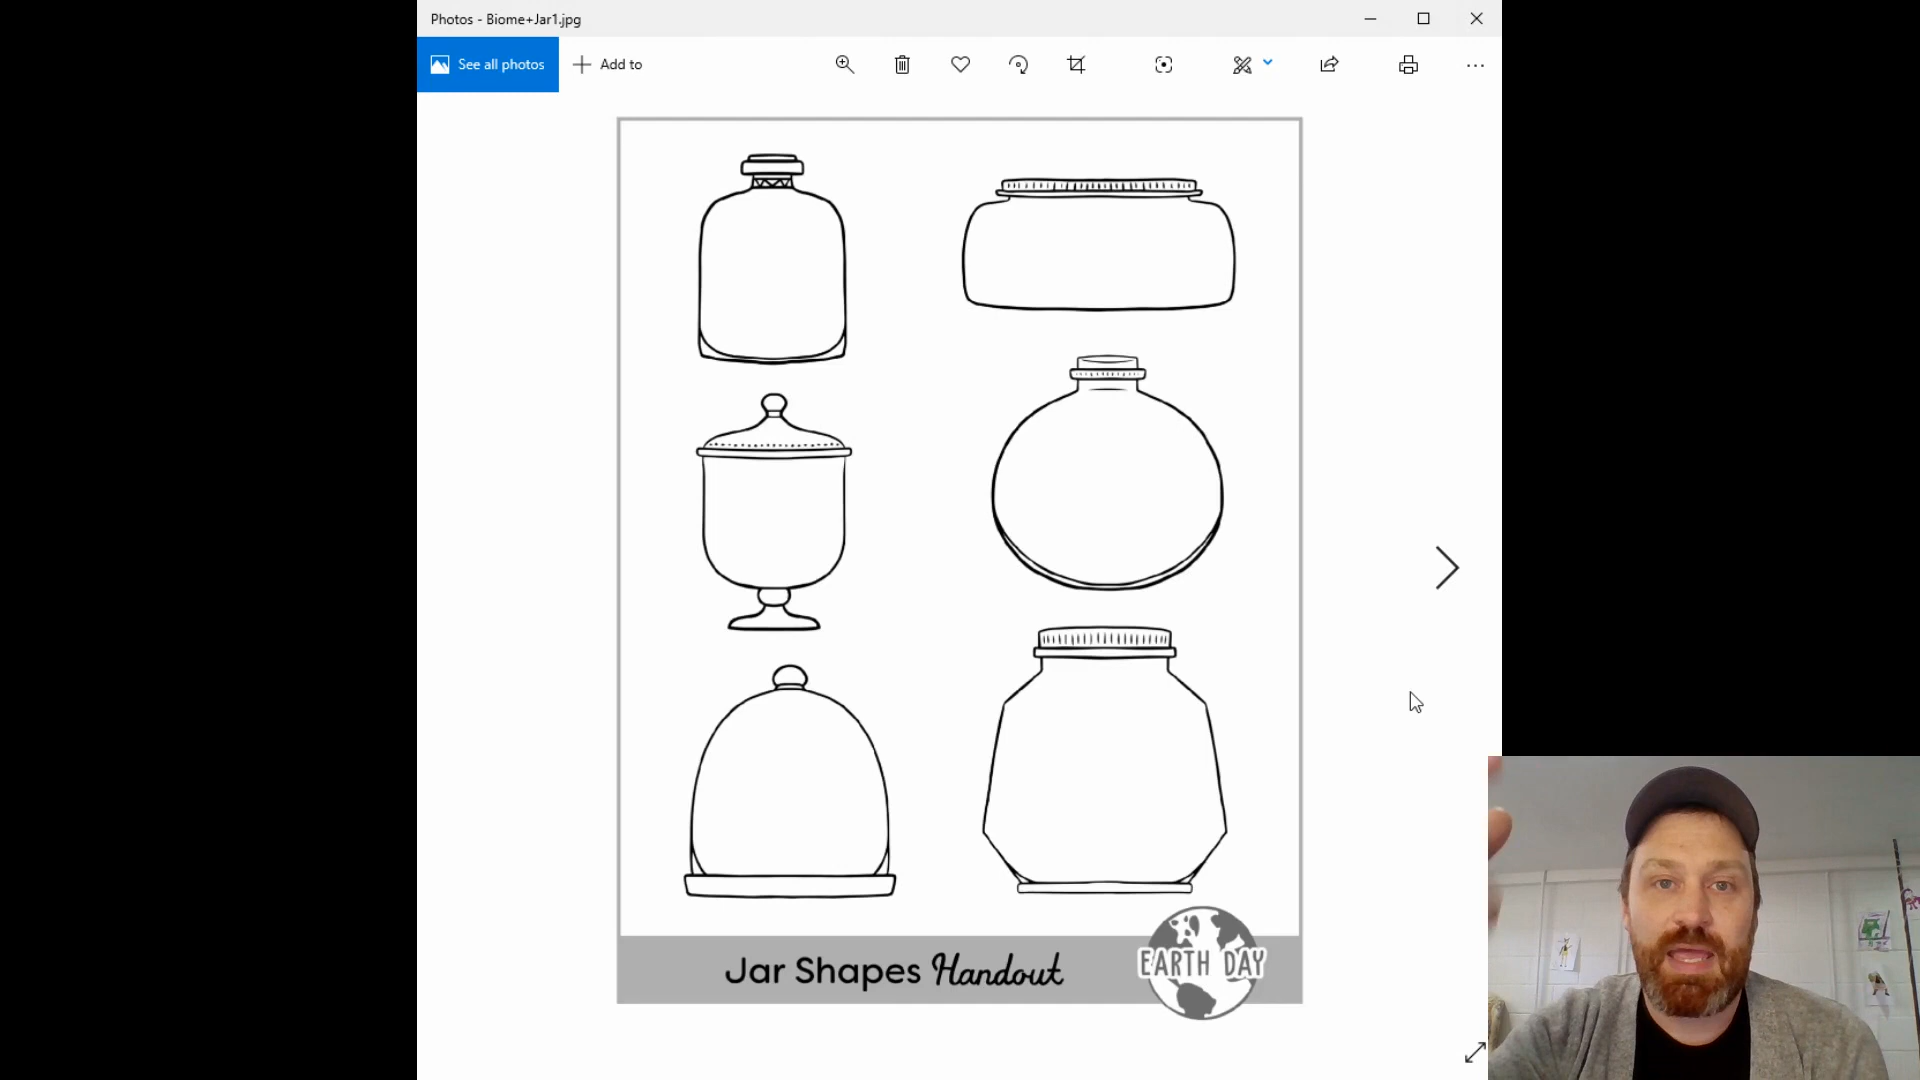 Photos - Biome+Jar1.jpg
See all photos
Add to
Jar Shapes Handout
EARTH DAY